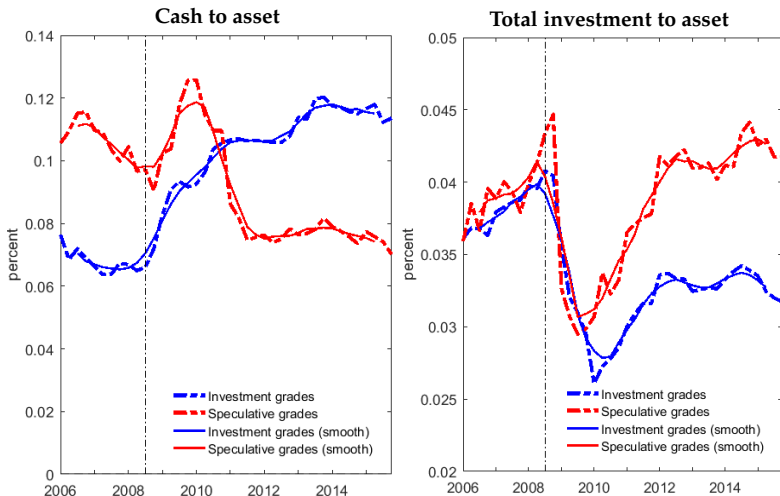 Cash to asset
0.14
0.12
0.1
0.08
0.06
0.04
0.02
0
percent
2006
2008
2010
2012
2014
Investment grades
Speculative grades
Investment grades (smooth)
Speculative grades (smooth)
Total investment to asset
0.05
0.045
0.04
0.035
0.03
0.025
0.02
percent
2006
2008
2010
2012
2014
Investment grades
Speculative grades
Investment grades (smooth)
Speculative grades (smooth)